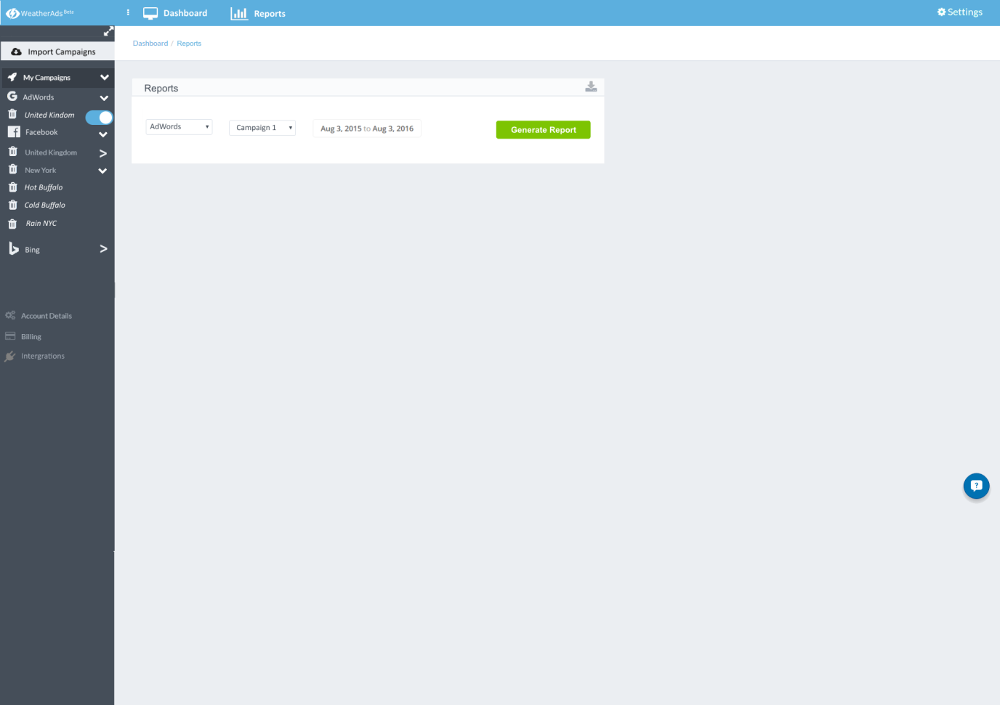 WeatherAds Beta
Dashboard
Reports
Settings
Import Campaigns
Dashboard / Reports
My Campaigns
AdWords
United Kindom
Facebook
United Kingdom
New York
Hot Buffalo
Cold Buffalo
Rain NYC
Bing
Account Details
Billing
Intergrations
Reports
AdWords
Campaign 1
Aug 3, 2015 to Aug 3, 2016
Generate Report